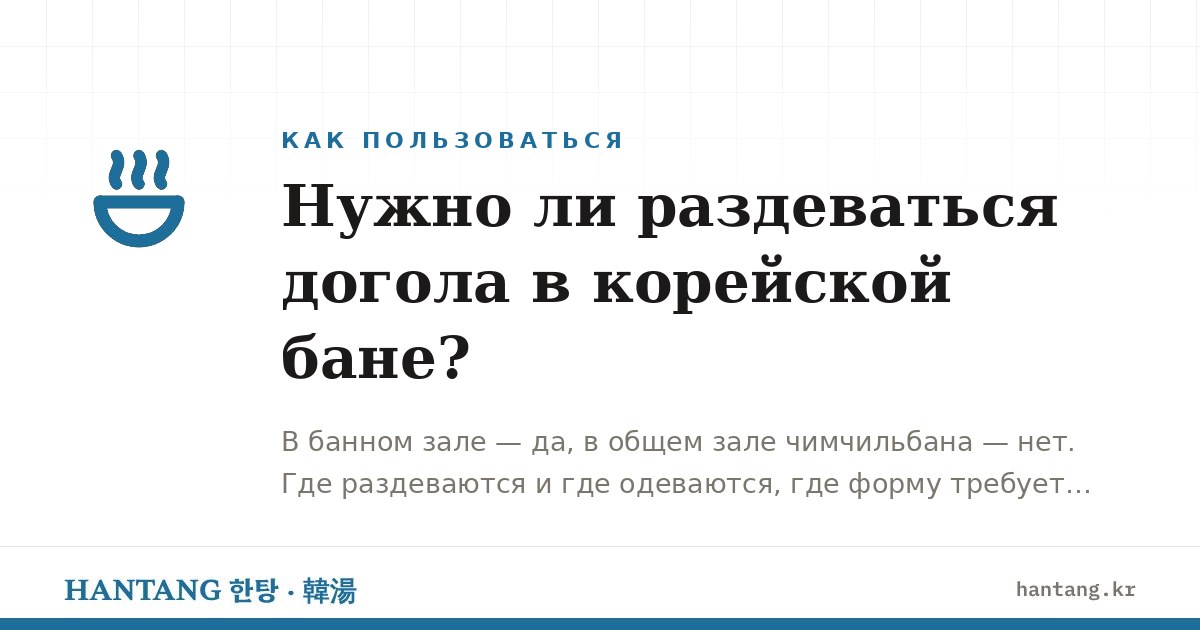 КАК ПОЛЬЗОВАТЬСЯ
Нужно ли раздеваться
догола в корейской
бане?
В банном зале — да, в общем зале чимчильбана — нет.
Где раздеваются и где одеваются, где форму требует…
HANTANG 한탕 · 韓湯
hantang.kr